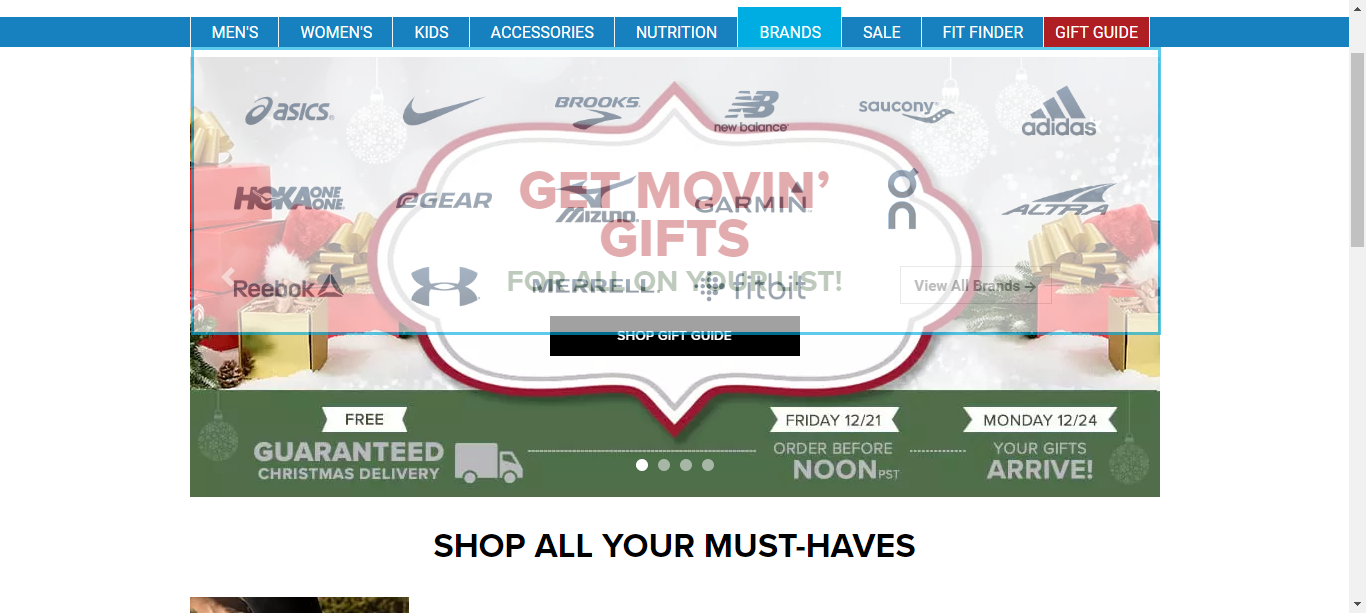 MEN'S WOMEN'S KIDS ACCESSORIES NUTRITION BRANDS SALE FIT FINDER GIFT GUIDE
asics BROOKS new balance saucony adidas
HOKA ONE ONE GEAR MIZUNO GARMIN on ALTRA
GET MOVIN'
GIFTS
FOR ALL ON YOUR LIST!
Reebok MERRELL fitbit View All Brands →
SHOP GIFT GUIDE
FREE FRIDAY 12/21 MONDAY 12/24
GUARANTEED ORDER BEFORE YOUR GIFTS
CHRISTMAS DELIVERY NOON PST ARRIVE!
SHOP ALL YOUR MUST-HAVES